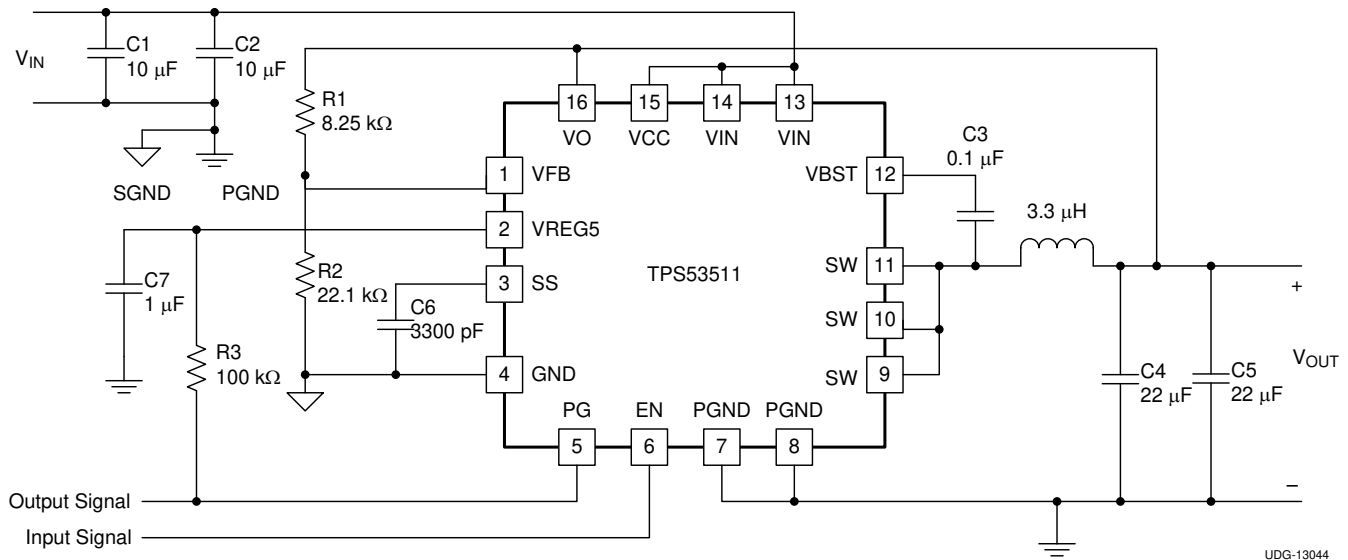 V_IN
C1
10 μF
C2
10 μF
SGND
PGND
R1
8.25 kΩ
16
15
14
13
VO
VCC
VIN
VIN
C3
0.1 μF
1
VFB
VBST
12
2
VREG5
3.3 μH
C7
1 μF
R2
22.1 kΩ
3
SS
TPS53511
SW
11
C6
3300 pF
SW
10
R3
100 kΩ
4
GND
SW
9
C4
22 μF
C5
22 μF
+
V_OUT
–
PG
EN
PGND
PGND
5
6
7
8
Output Signal
Input Signal
UDG-13044